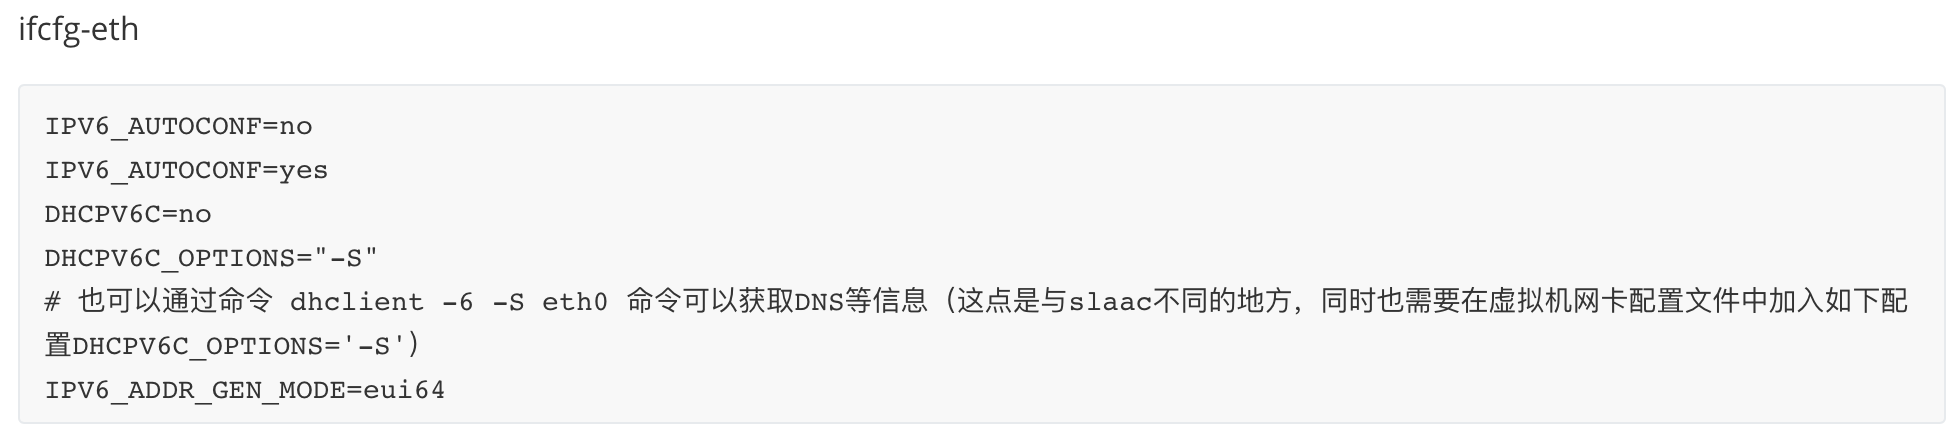 ifcfg-eth
IPV6_AUTOCONF=no
IPV6_AUTOCONF=yes
DHCPV6C=no
DHCPV6C_OPTIONS="-S"
# 也可以通过命令 dhclient -6 -S eth0 命令可以获取DNS等信息（这点是与slaac不同的地方，同时也需要在虚拟机网卡配置文件中加入如下配
置DHCPV6C_OPTIONS='-S'）
IPV6_ADDR_GEN_MODE=eui64